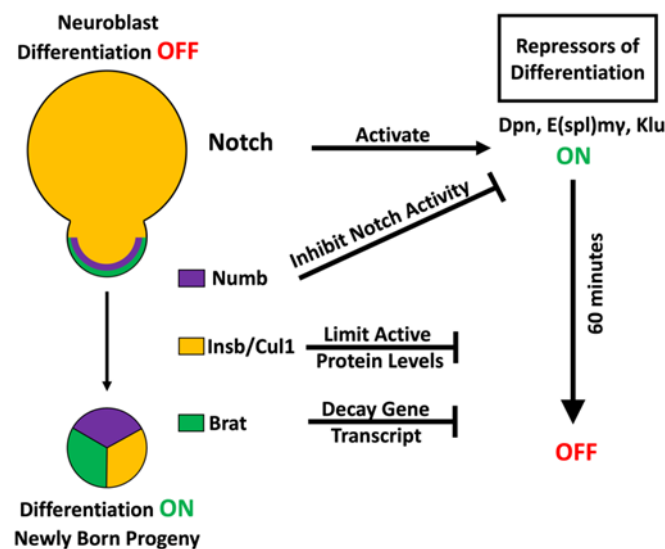 Neuroblast
Differentiation OFF
Repressors of
Differentiation
Notch
Activate
Dpn, E(spl)mγ, Klu
ON
Inhibit Notch Activity
Numb
60 minutes
Insb/Cul1
Limit Active
Protein Levels
Brat
Decay Gene
Transcript
OFF
Differentiation ON
Newly Born Progeny